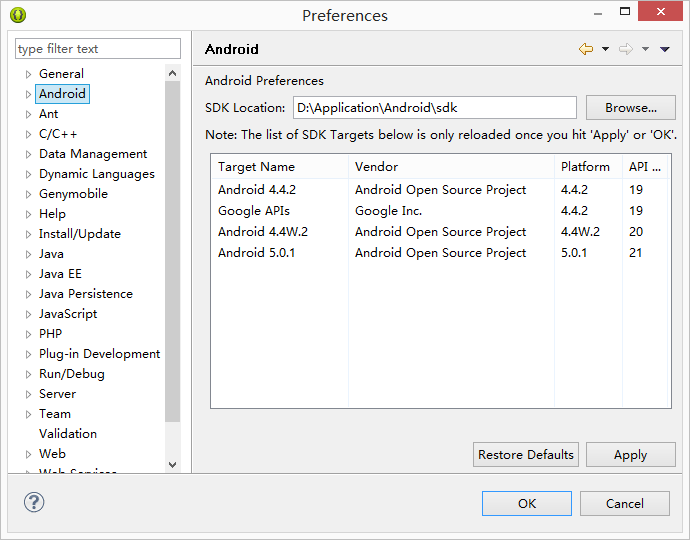 Preferences
type filter text
General
Android
Ant
C/C++
Data Management
Dynamic Languages
Genymobile
Help
Install/Update
Java
Java EE
Java Persistence
JavaScript
PHP
Plug-in Development
Run/Debug
Server
Team
Validation
Web
Web Services
Android
Android Preferences
SDK Location: D:\Application\Android\sdk Browse...
Note: The list of SDK Targets below is only reloaded once you hit 'Apply' or 'OK'.
Target Name Vendor Platform API ...
Android 4.4.2 Android Open Source Project 4.4.2 19
Google APIs Google Inc. 4.4.2 19
Android 4.4W.2 Android Open Source Project 4.4W.2 20
Android 5.0.1 Android Open Source Project 5.0.1 21
Restore Defaults Apply
? OK Cancel